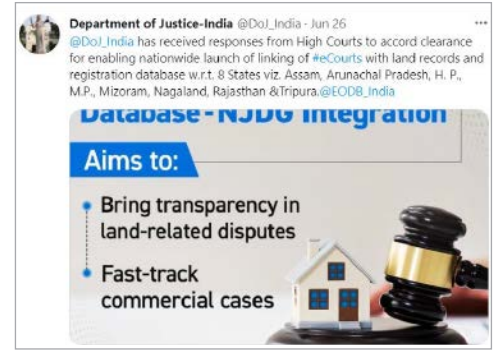 Department of Justice-India @DoJ_India · Jun 26
@DoJ_India has received responses from High Courts to accord clearance
for enabling nationwide launch of linking of #eCourts with land records and
registration database w.r.t. 8 States viz. Assam, Arunachal Pradesh, H. P.,
M.P., Mizoram, Nagaland, Rajasthan &Tripura.@EODB_India
Database-NJDG Integration
Aims to:
Bring transparency in
land-related disputes
Fast-track
commercial cases